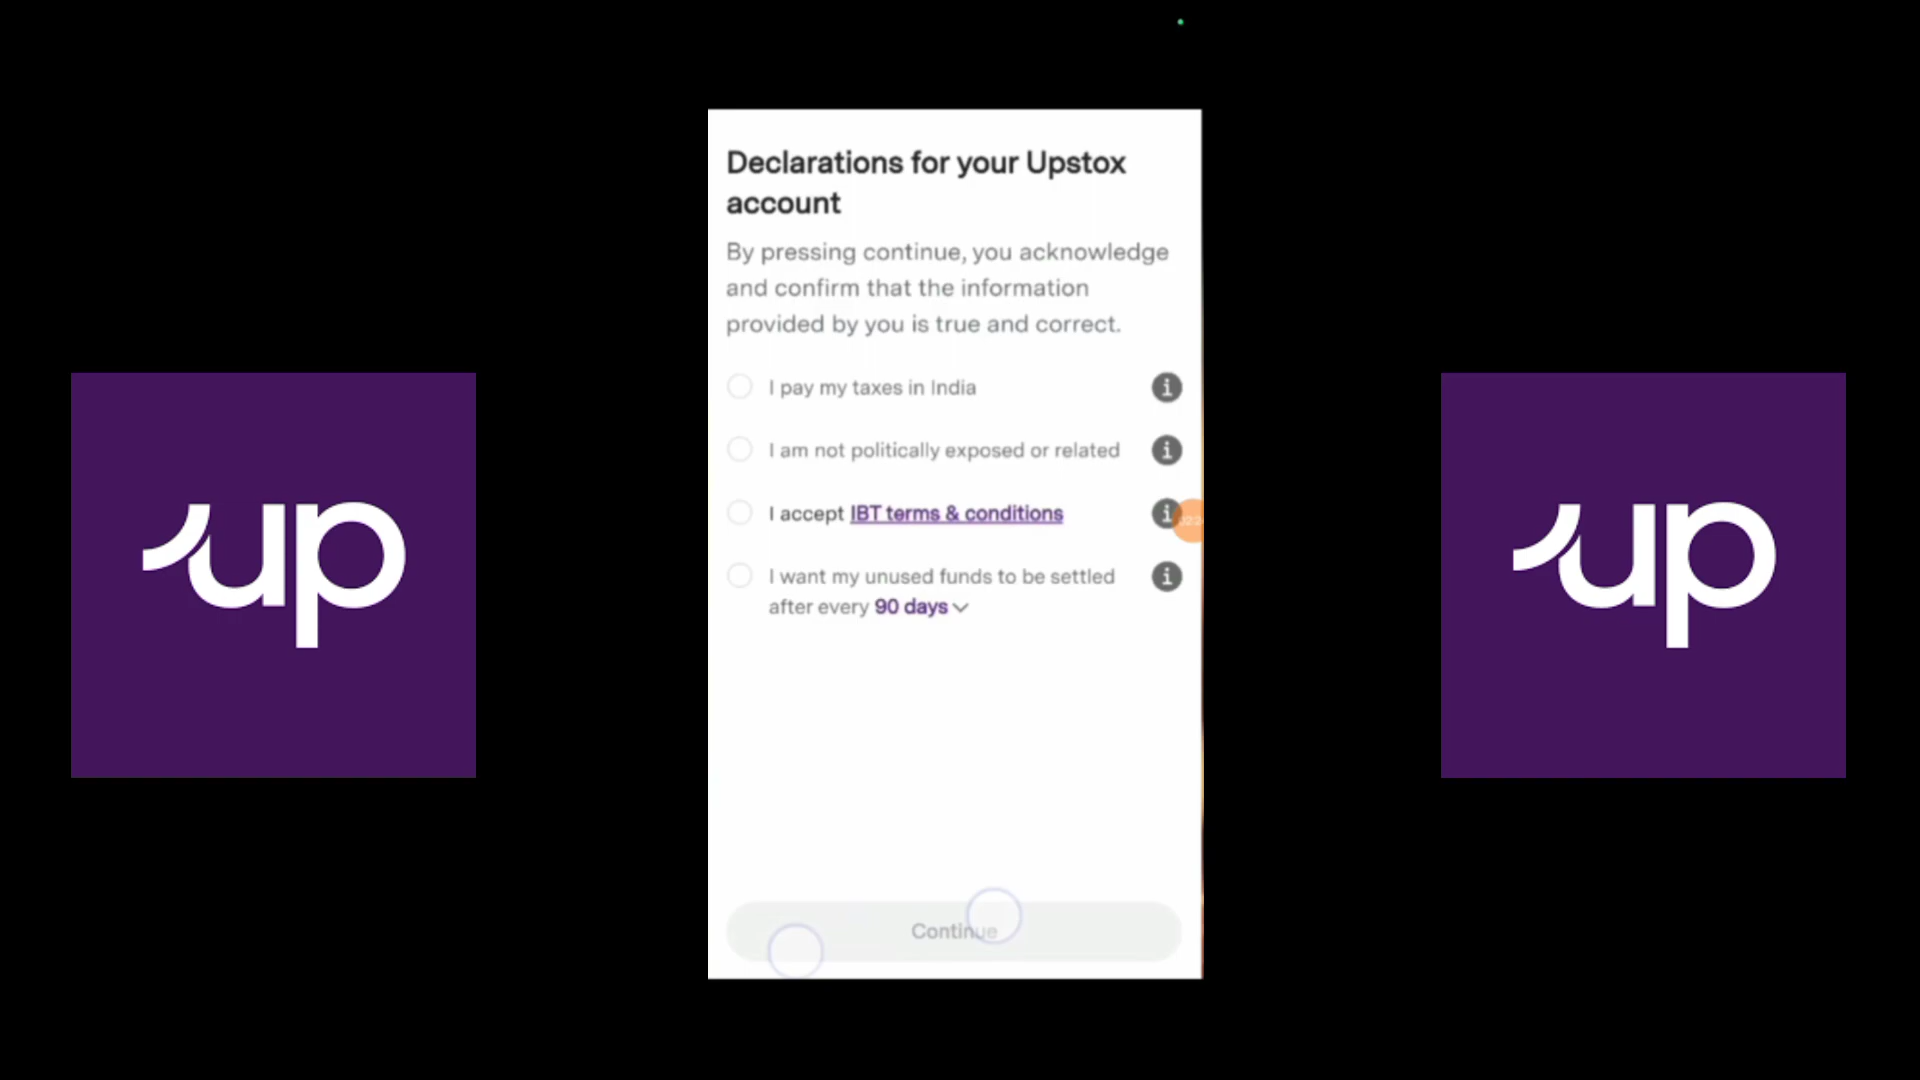 Declarations for your Upstox
account
By pressing continue, you acknowledge
and confirm that the information
provided by you is true and correct.
I pay my taxes in India
I am not politically exposed or related
I accept IBT terms & conditions
I want my unused funds to be settled
after every 90 days
Continue
up
up